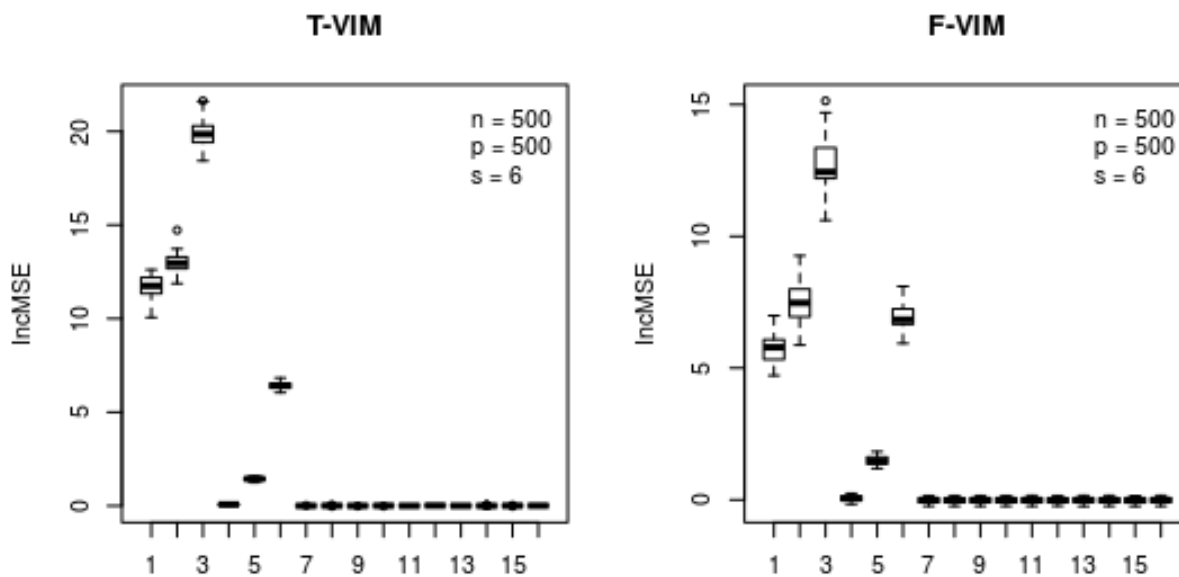 T-VIM
IncMSE
20
15
10
5
0
n = 500
p = 500
s = 6
1 3 5 7 9 11 13 15
F-VIM
IncMSE
15
10
5
0
n = 500
p = 500
s = 6
1 3 5 7 9 11 13 15